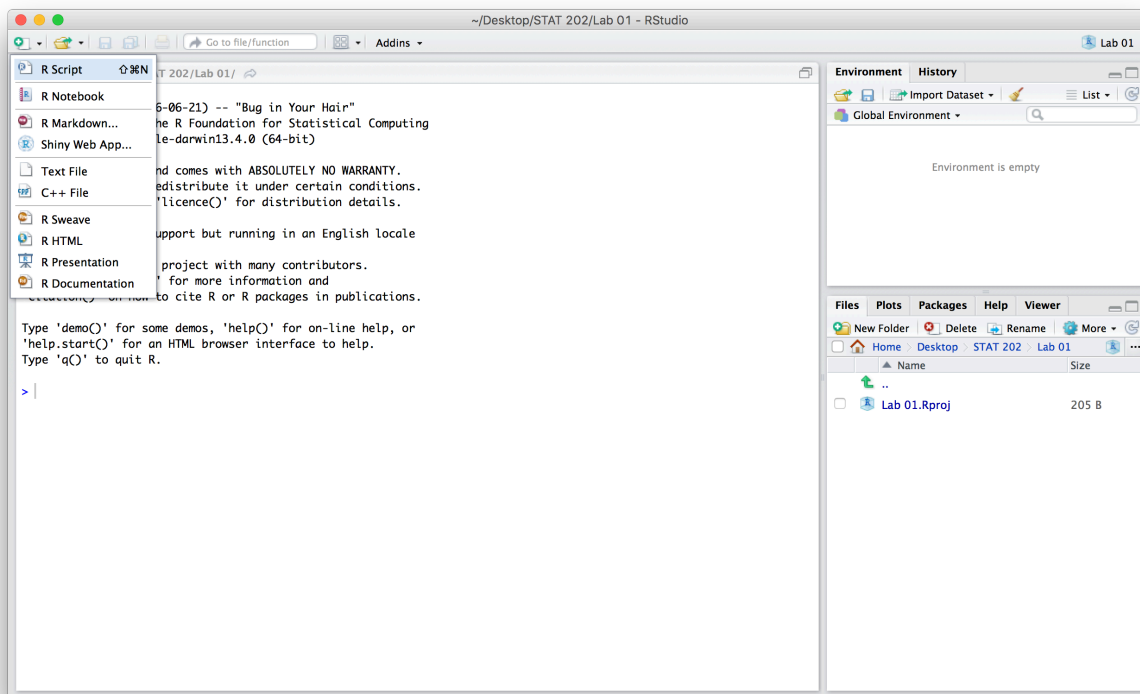 ~/Desktop/STAT 202/Lab 01 - RStudio
Go to file/function
Addins
Lab 01
R Script ⇧⌘N
R Notebook
R Markdown...
Shiny Web App...
Text File
C++ File
R Sweave
R HTML
R Presentation
R Documentation
T 202/Lab 01/
6-06-21) -- "Bug in Your Hair"
he R Foundation for Statistical Computing
le-darwin13.4.0 (64-bit)
nd comes with ABSOLUTELY NO WARRANTY.
edistribute it under certain conditions.
'licence()' for distribution details.
upport but running in an English locale
project with many contributors.
' for more information and
'citation()' on how to cite R or R packages in publications.
Type 'demo()' for some demos, 'help()' for on-line help, or
'help.start()' for an HTML browser interface to help.
Type 'q()' to quit R.
>
Environment History
Import Dataset List
Global Environment
Environment is empty
Files Plots Packages Help Viewer
New Folder Delete Rename More
Home Desktop STAT 202 Lab 01 ...
Name Size
..
Lab 01.Rproj 205 B